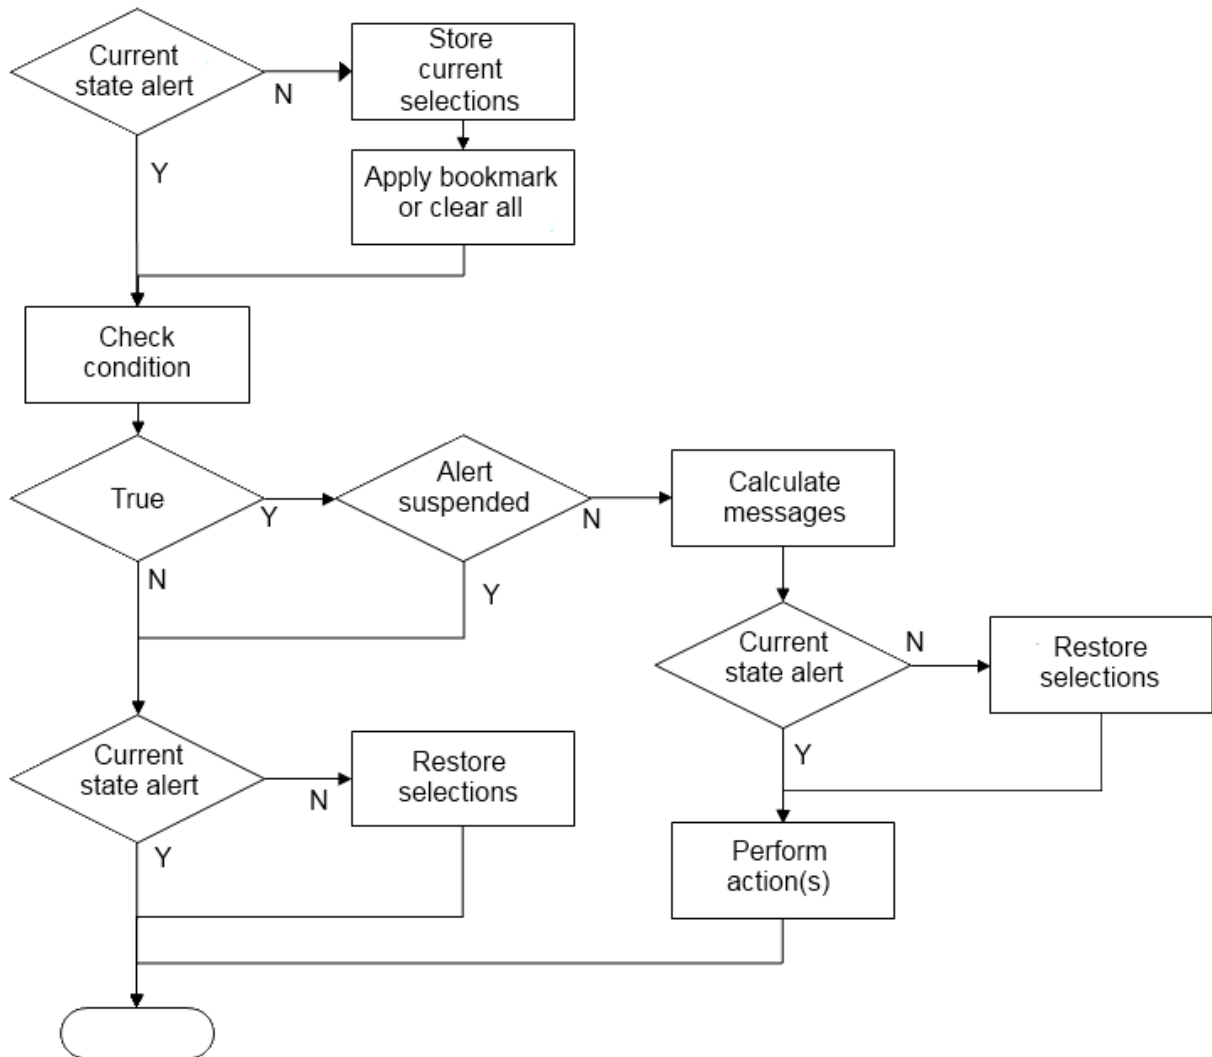 Current
state alert
N
Store
current
selections
Y
Apply bookmark
or clear all
Check
condition
True
Y
Alert
suspended
N
Calculate
messages
N
Y
Current
state alert
N
Restore
selections
Y
Current
state alert
N
Restore
selections
Y
Perform
action(s)